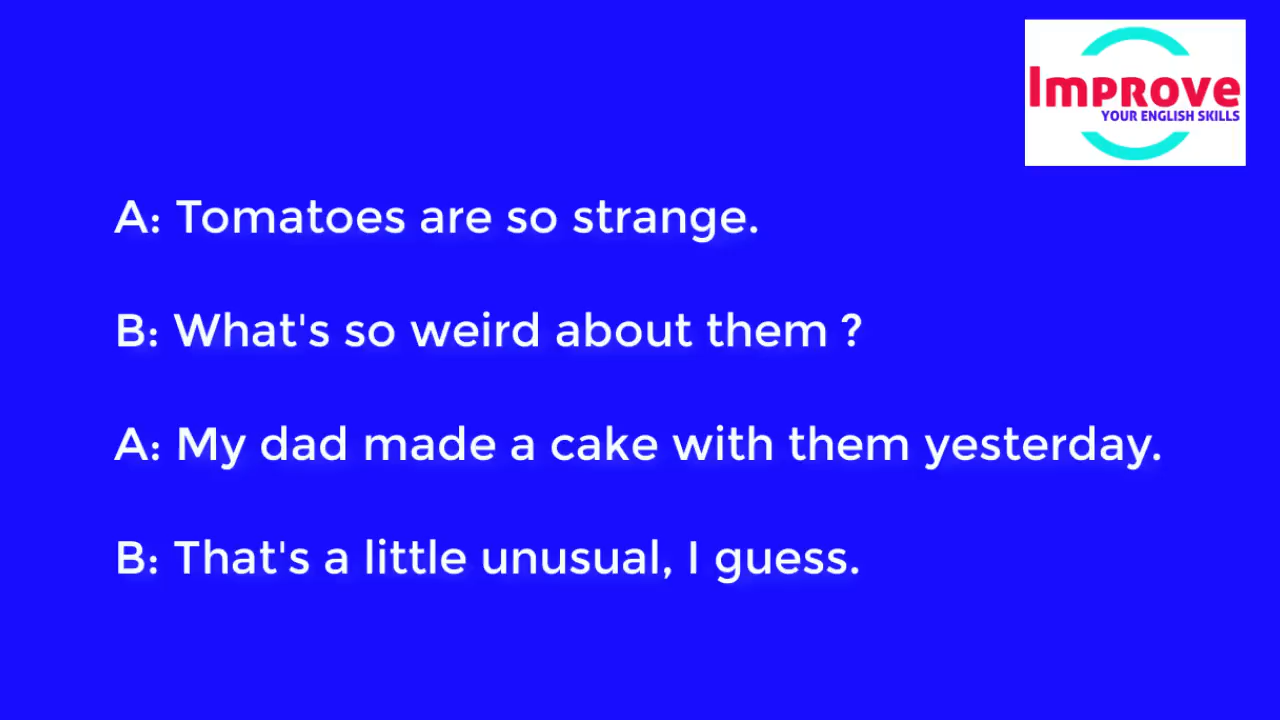 Improve
YOUR ENGLISH SKILLS
A: Tomatoes are so strange.
B: What's so weird about them ?
A: My dad made a cake with them yesterday.
B: That's a little unusual, I guess.